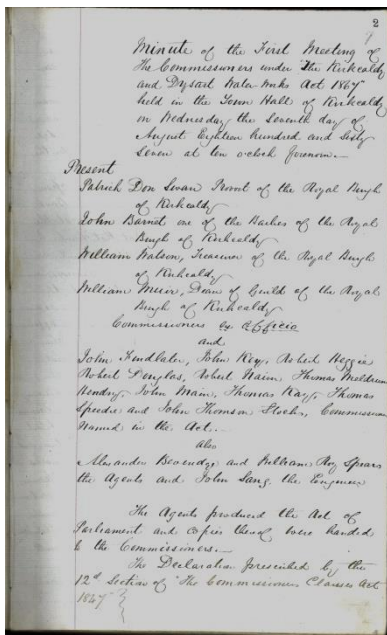 2
Minute of the First Meeting of
the Commissioners under the Kirkcaldy
and Dysart Water Works Act 1867
held in the Town Hall of Kirkcaldy
on Wednesday the Seventh day of
August Eighteen hundred and Sixty
Seven at ten o'clock forenoon.—
Present
Patrick Don Swan Provost of the Royal Burgh
of Kirkcaldy
John Barnet one of the Bailies of the Royal
Burgh of Kirkcaldy
William Watson, Treasurer of the Royal Burgh
of Kirkcaldy
William Muir, Dean of Guild of the Royal
Burgh of Kirkcaldy
Commissioners ex officio
and
John Findlater, John Key, Robert Heggie
Robert Douglas, Robert Nairn, Thomas Meldrum
Hendry, John Main, Thomas Kay, Thomas
Speedie and John Thomson Stocks, Commissioners
named in the Act.—
also
Alexander Beveridge and William Roy Spears
the Agents and John Lang the Engineer
The Agents produced the Act of
Parliament and copies thereof were handed
to the Commissioners.—
The Declaration prescribed by the
12th Section of "The Commissioners Clauses Act
1847"